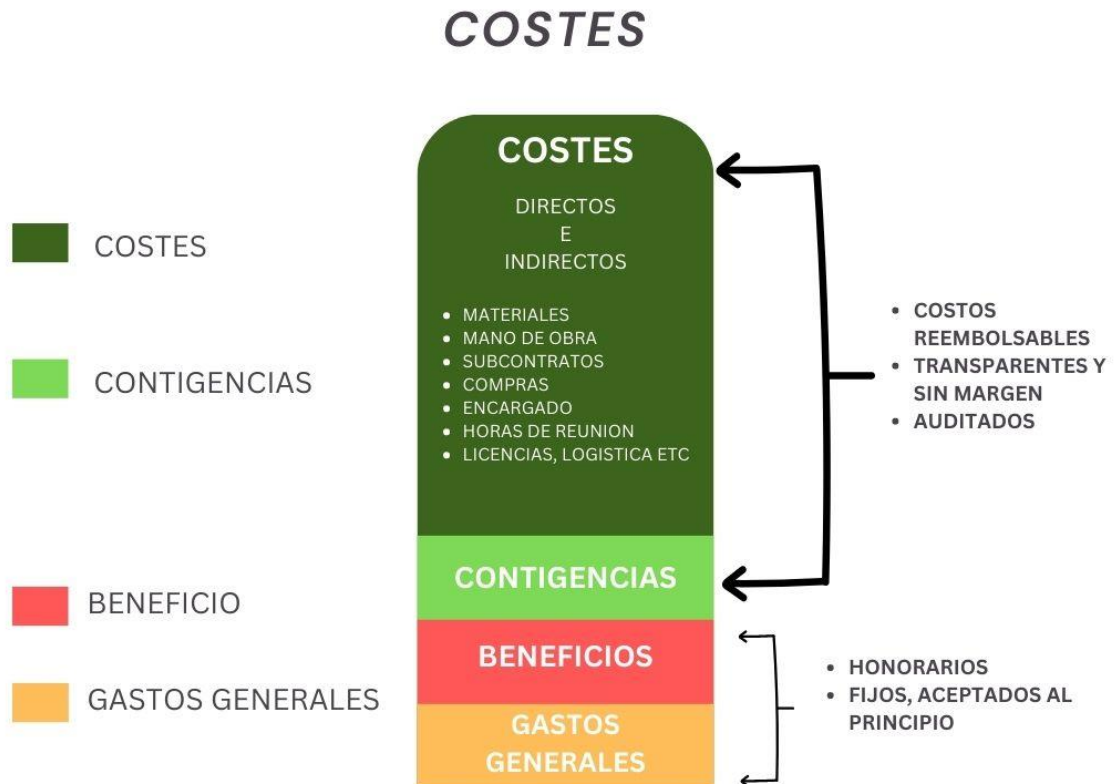 COSTES
COSTES
CONTIGENCIAS
BENEFICIO
GASTOS GENERALES
COSTES
DIRECTOS
E
INDIRECTOS
• MATERIALES
• MANO DE OBRA
• SUBCONTRATOS
• COMPRAS
• ENCARGADO
• HORAS DE REUNION
• LICENCIAS, LOGISTICA ETC
CONTIGENCIAS
BENEFICIOS
GASTOS
GENERALES
• COSTOS
REEMBOLSABLES
• TRANSPARENTES Y
SIN MARGEN
• AUDITADOS
• HONORARIOS
• FIJOS, ACEPTADOS AL
PRINCIPIO